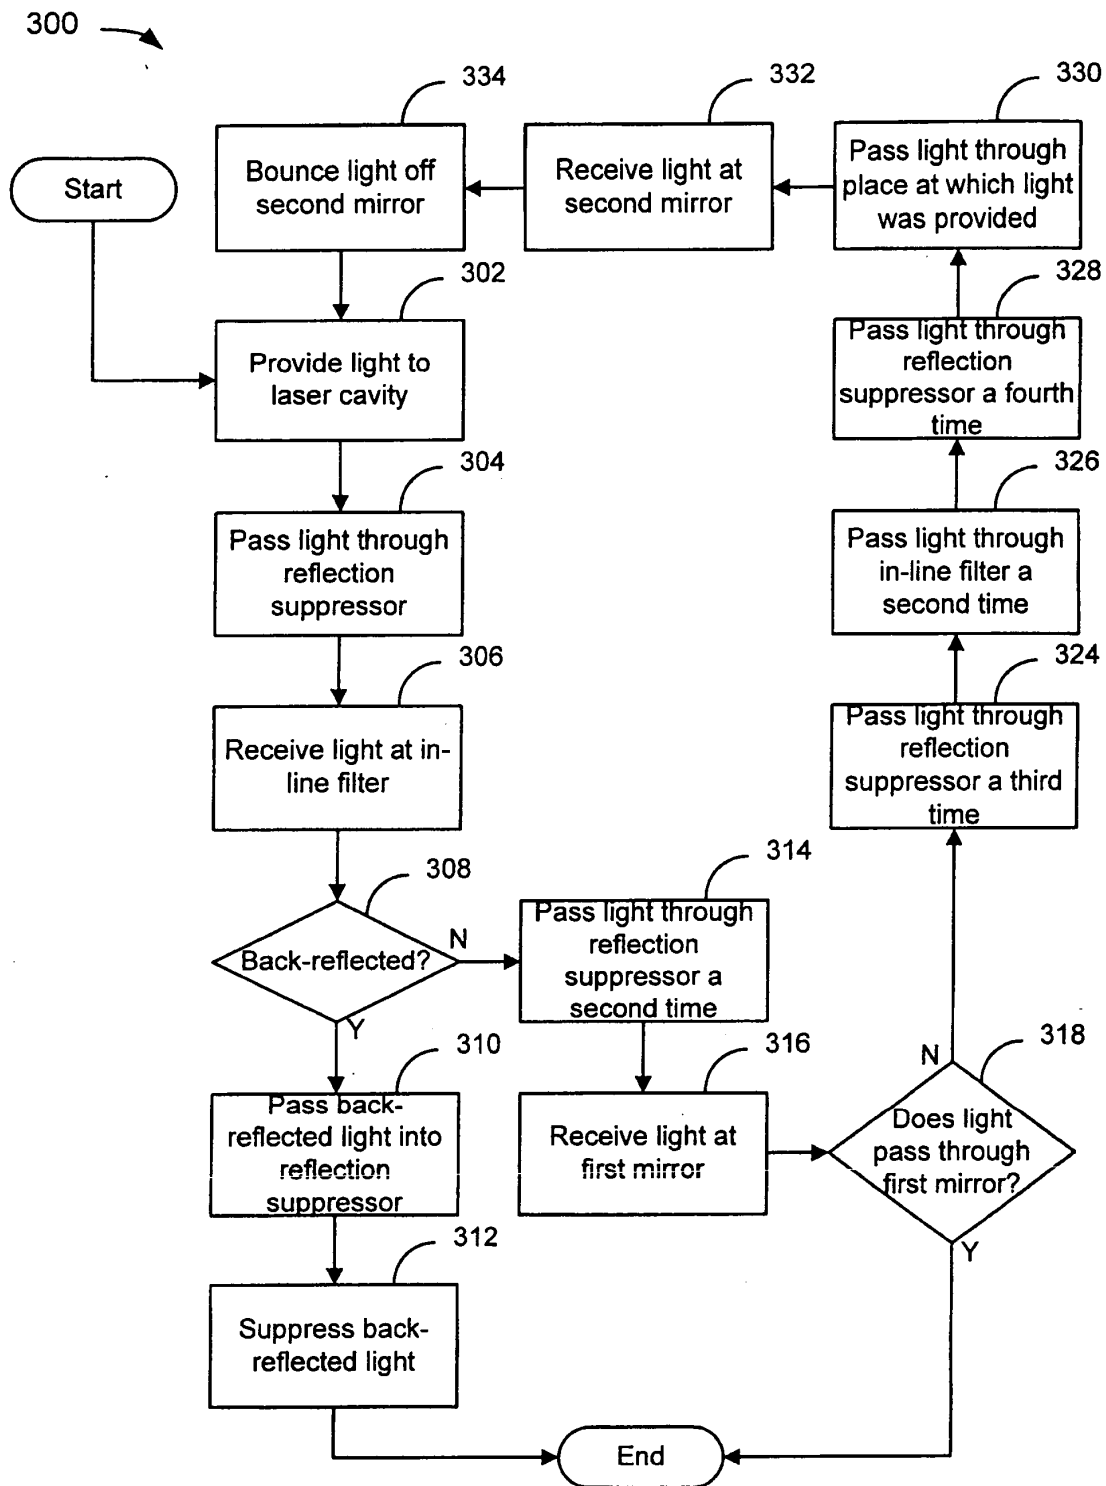 300
334
332
330
Start
Bounce light off
second mirror
Receive light at
second mirror
Pass light through
place at which light
was provided
302
328
Provide light to
laser cavity
Pass light through
reflection
suppressor a fourth
time
304
326
Pass light through
reflection
suppressor
Pass light through
in-line filter a
second time
306
324
Receive light at in-
line filter
Pass light through
reflection
suppressor a third
time
308
314
Back-reflected?
N
Y
Pass light through
reflection
suppressor a
second time
310
316
318
Pass back-
reflected light into
reflection
suppressor
Receive light at
first mirror
N
Does light
pass through
first mirror?
Y
312
Suppress back-
reflected light
End